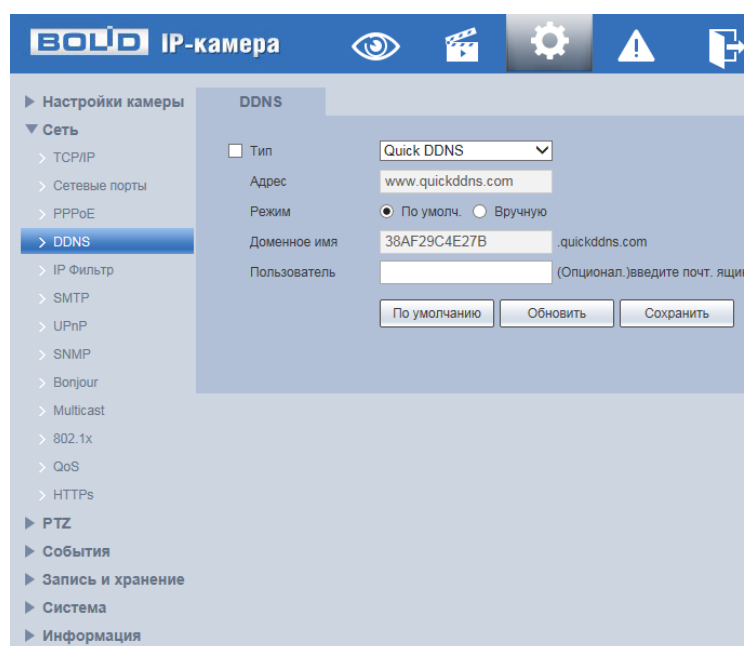 BOLID IP-камера
Настройки камеры
Сеть
TCP/IP
Сетевые порты
PPPoE
DDNS
IP Фильтр
SMTP
UPnP
SNMP
Bonjour
Multicast
802.1x
QoS
HTTPs
PTZ
События
Запись и хранение
Система
Информация
DDNS
Тип Quick DDNS
Адрес www.quickddns.com
Режим По умолч. Вручную
Доменное имя 38AF29C4E27B .quickddns.com
Пользователь (Опционал.)введите почт. ящик
По умолчанию Обновить Сохранить